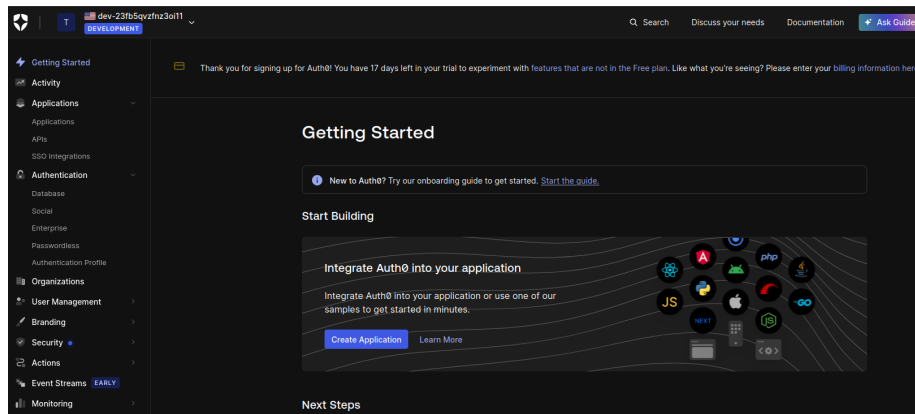 T
dev-23fb5qvzfnz3oi11
DEVELOPMENT
Search
Discuss your needs
Documentation
Ask Guide
Getting Started
Activity
Applications
Applications
APIs
SSO Integrations
Authentication
Database
Social
Enterprise
Passwordless
Authentication Profile
Organizations
User Management
Branding
Security
Actions
Event Streams EARLY
Monitoring
Thank you for signing up for Auth0! You have 17 days left in your trial to experiment with features that are not in the Free plan. Like what you're seeing? Please enter your billing information here
Getting Started
New to Auth0? Try our onboarding guide to get started. Start the guide.
Start Building
Integrate Auth0 into your application
Integrate Auth0 into your application or use one of our
samples to get started in minutes.
Create Application
Learn More
php
JS
GO
NEXT
JS
Next Steps